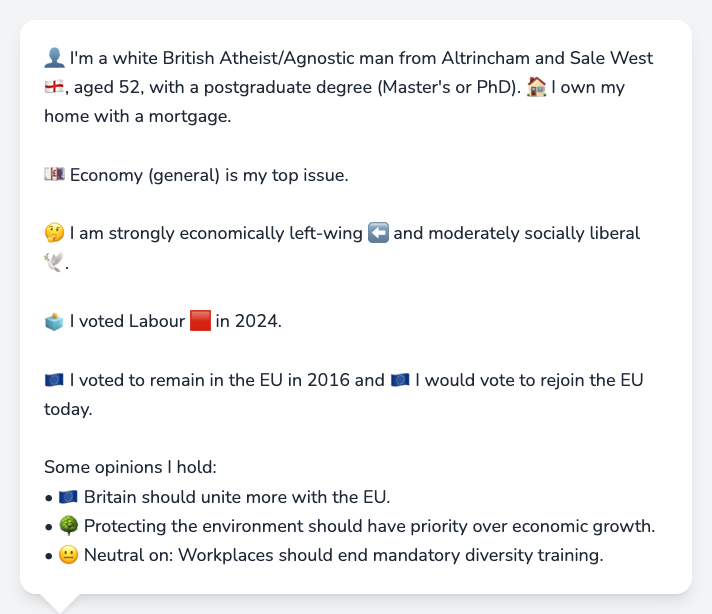 👤 I'm a white British Atheist/Agnostic man from Altrincham and Sale West
🏴󠁧󠁢󠁥󠁮󠁧󠁿, aged 52, with a postgraduate degree (Master's or PhD). 🏠 I own my
home with a mortgage.
💷 Economy (general) is my top issue.
🤔 I am strongly economically left-wing ⬅️ and moderately socially liberal
🕊️.
🗳️ I voted Labour 🟥 in 2024.
🇪🇺 I voted to remain in the EU in 2016 and 🇪🇺 I would vote to rejoin the EU
today.
Some opinions I hold:
• 🇪🇺 Britain should unite more with the EU.
• 🌳 Protecting the environment should have priority over economic growth.
• 😐 Neutral on: Workplaces should end mandatory diversity training.